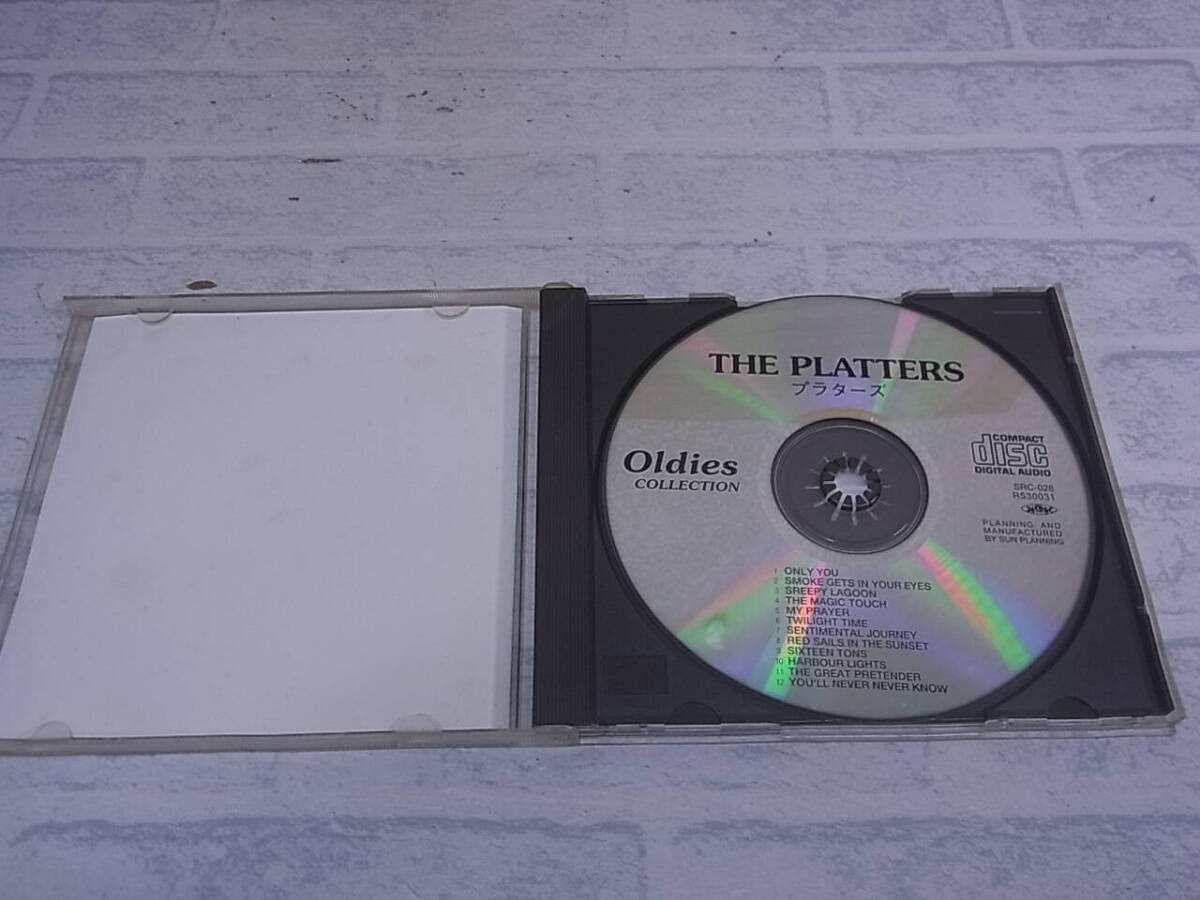 THE PLATTERS
プラターズ
Oldies
COLLECTION
COMPACT
disc
DIGITAL AUDIO
SRC-028
R530031
PLANNING AND
MANUFACTURED
BY SUN PLANNING
1 ONLY YOU
2 SMOKE GETS IN YOUR EYES
3 SREEPY LAGOON
4 THE MAGIC TOUCH
5 MY PRAYER
6 TWILIGHT TIME
7 SENTIMENTAL JOURNEY
8 RED SAILS IN THE SUNSET
9 SIXTEEN TONS
10 HARBOUR LIGHTS
11 THE GREAT PRETENDER
12 YOU'LL NEVER NEVER KNOW